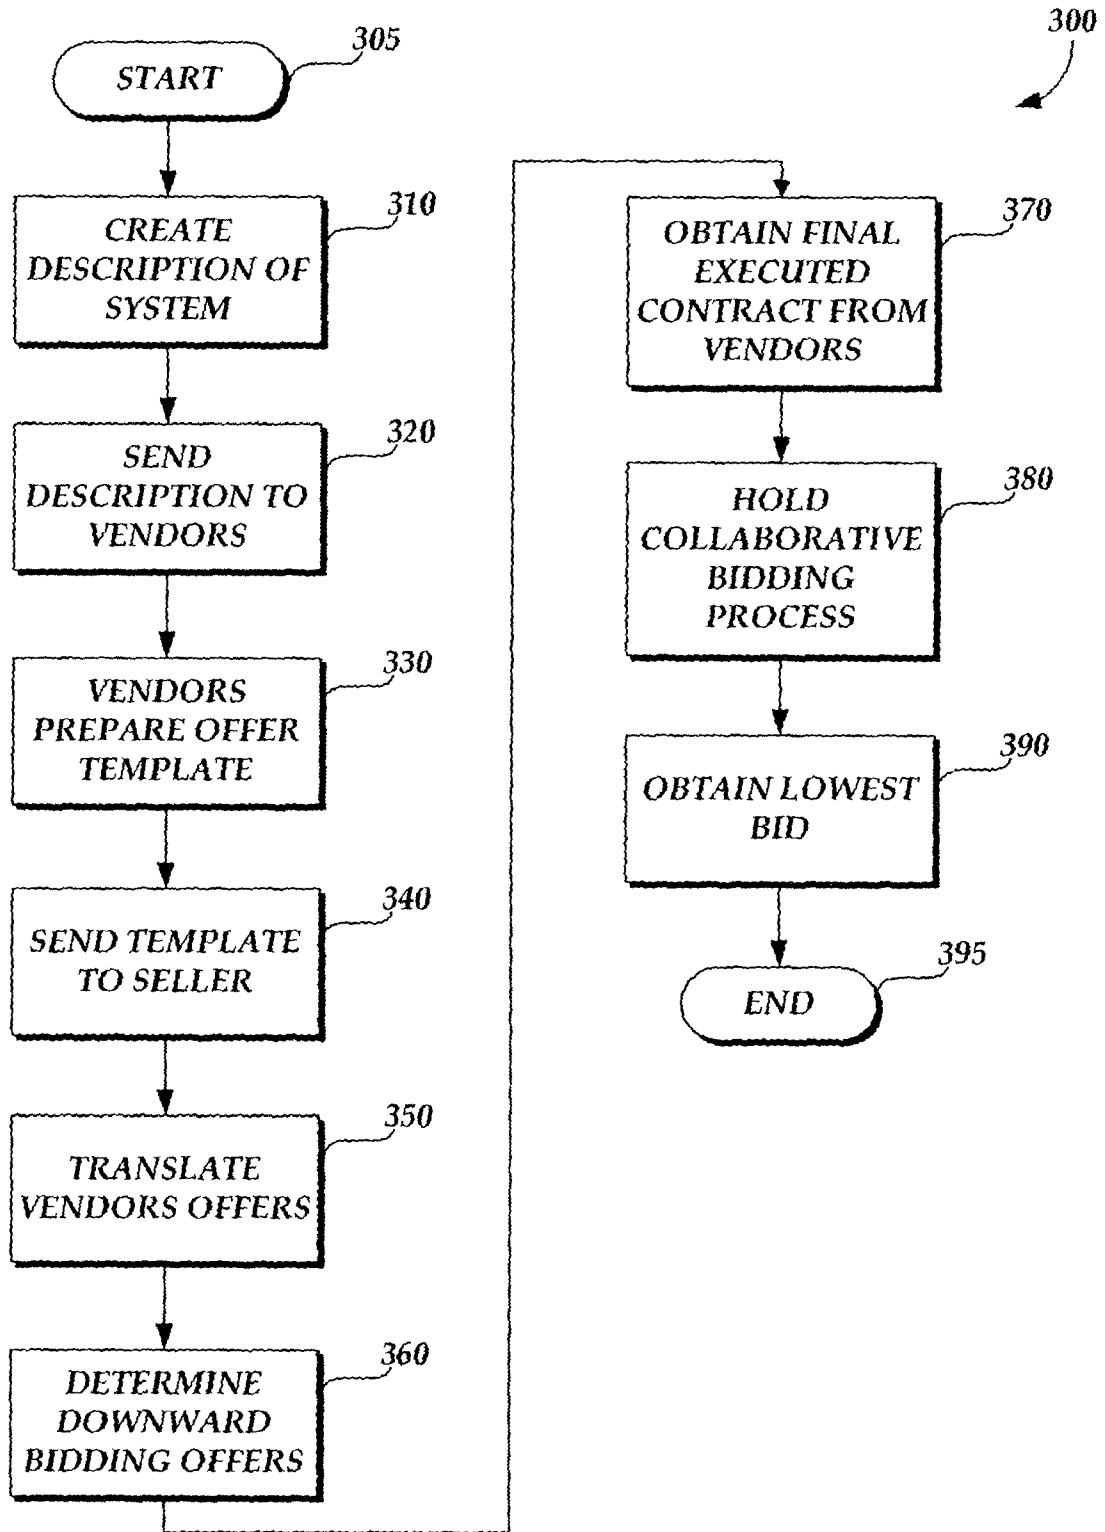 300
305
START
310
CREATE
DESCRIPTION OF
SYSTEM
320
SEND
DESCRIPTION TO
VENDORS
330
VENDORS
PREPARE OFFER
TEMPLATE
340
SEND TEMPLATE
TO SELLER
350
TRANSLATE
VENDORS OFFERS
360
DETERMINE
DOWNWARD
BIDDING OFFERS
370
OBTAIN FINAL
EXECUTED
CONTRACT FROM
VENDORS
380
HOLD
COLLABORATIVE
BIDDING
PROCESS
390
OBTAIN LOWEST
BID
395
END